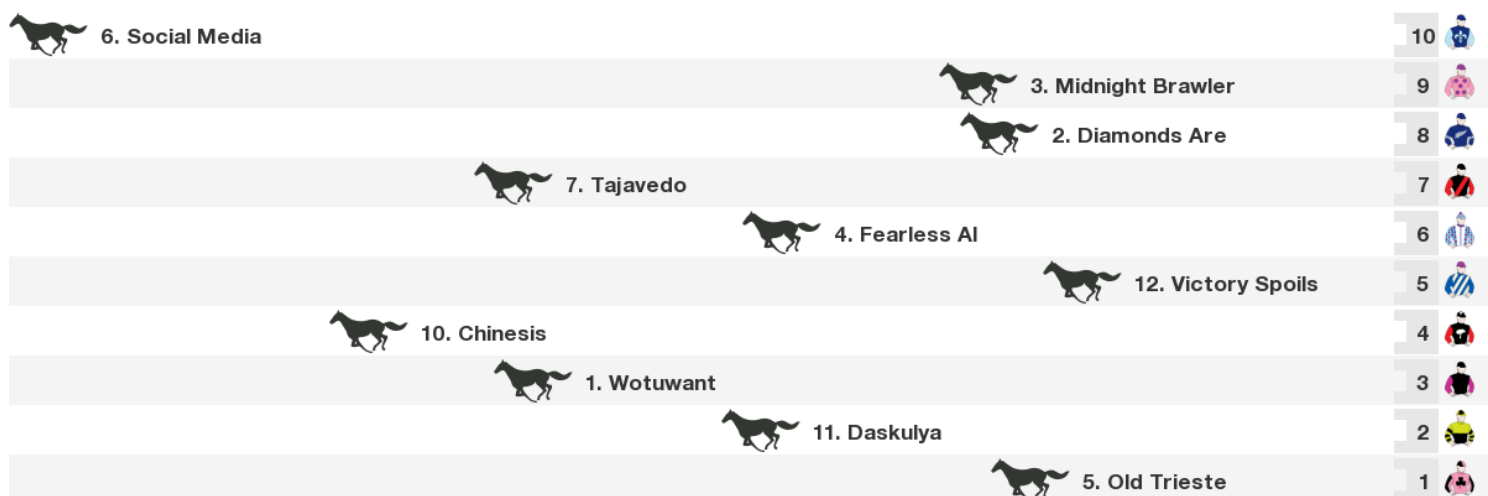 6. Social Media 10
3. Midnight Brawler 9
2. Diamonds Are 8
7. Tajavedo 7
4. Fearless Al 6
12. Victory Spoils 5
10. Chinesis 4
1. Wotuwant 3
11. Daskulya 2
5. Old Trieste 1